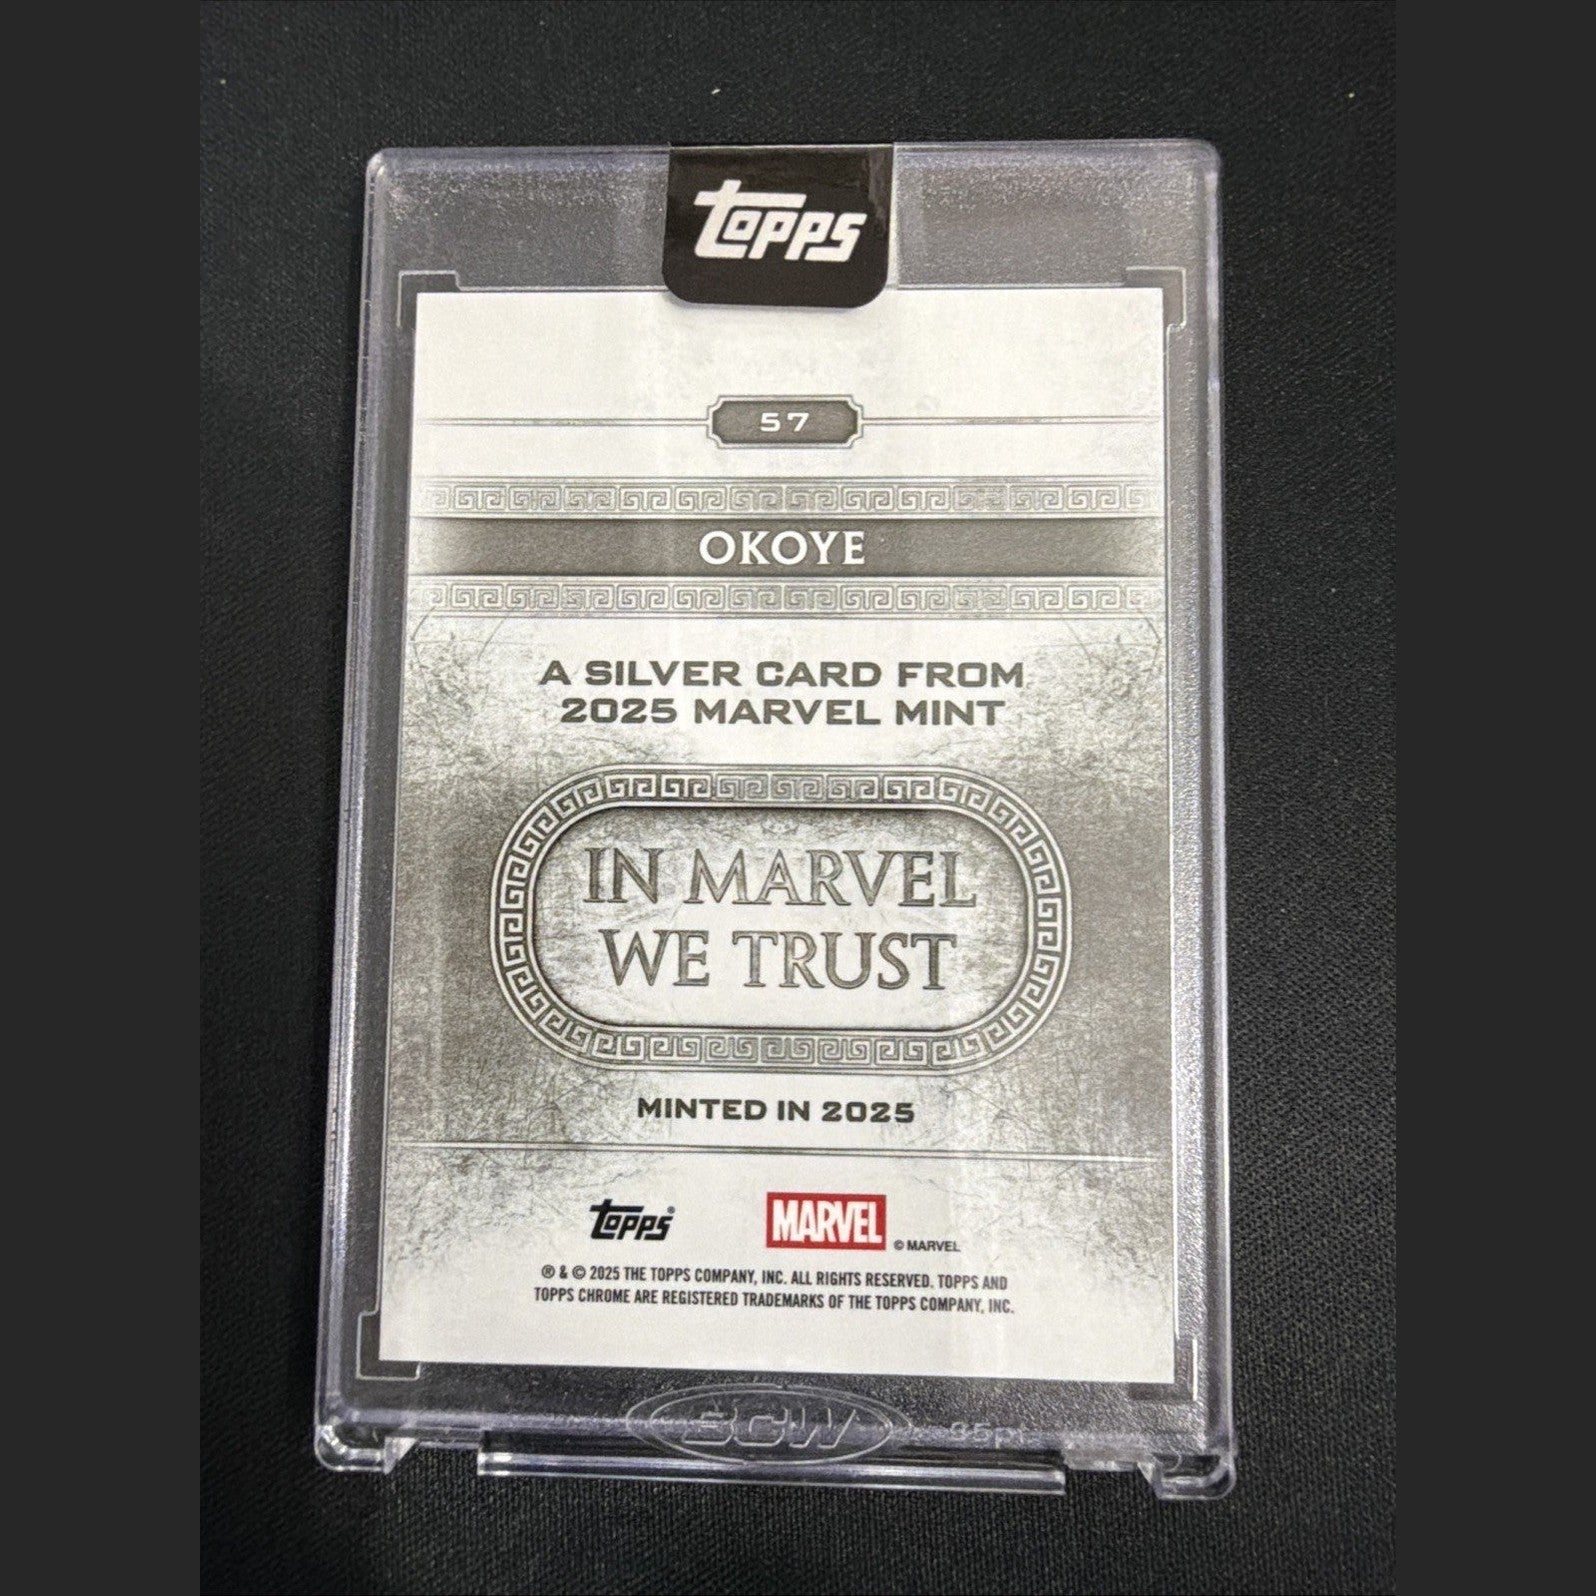 TOPPS
57
OKOYE
A SILVER CARD FROM
2025 MARVEL MINT
IN MARVEL
WE TRUST
MINTED IN 2025
TOPPS®
MARVEL
© MARVEL
® & © 2025 THE TOPPS COMPANY, INC. ALL RIGHTS RESERVED. TOPPS AND
TOPPS CHROME ARE REGISTERED TRADEMARKS OF THE TOPPS COMPANY, INC.
BCW 35pt